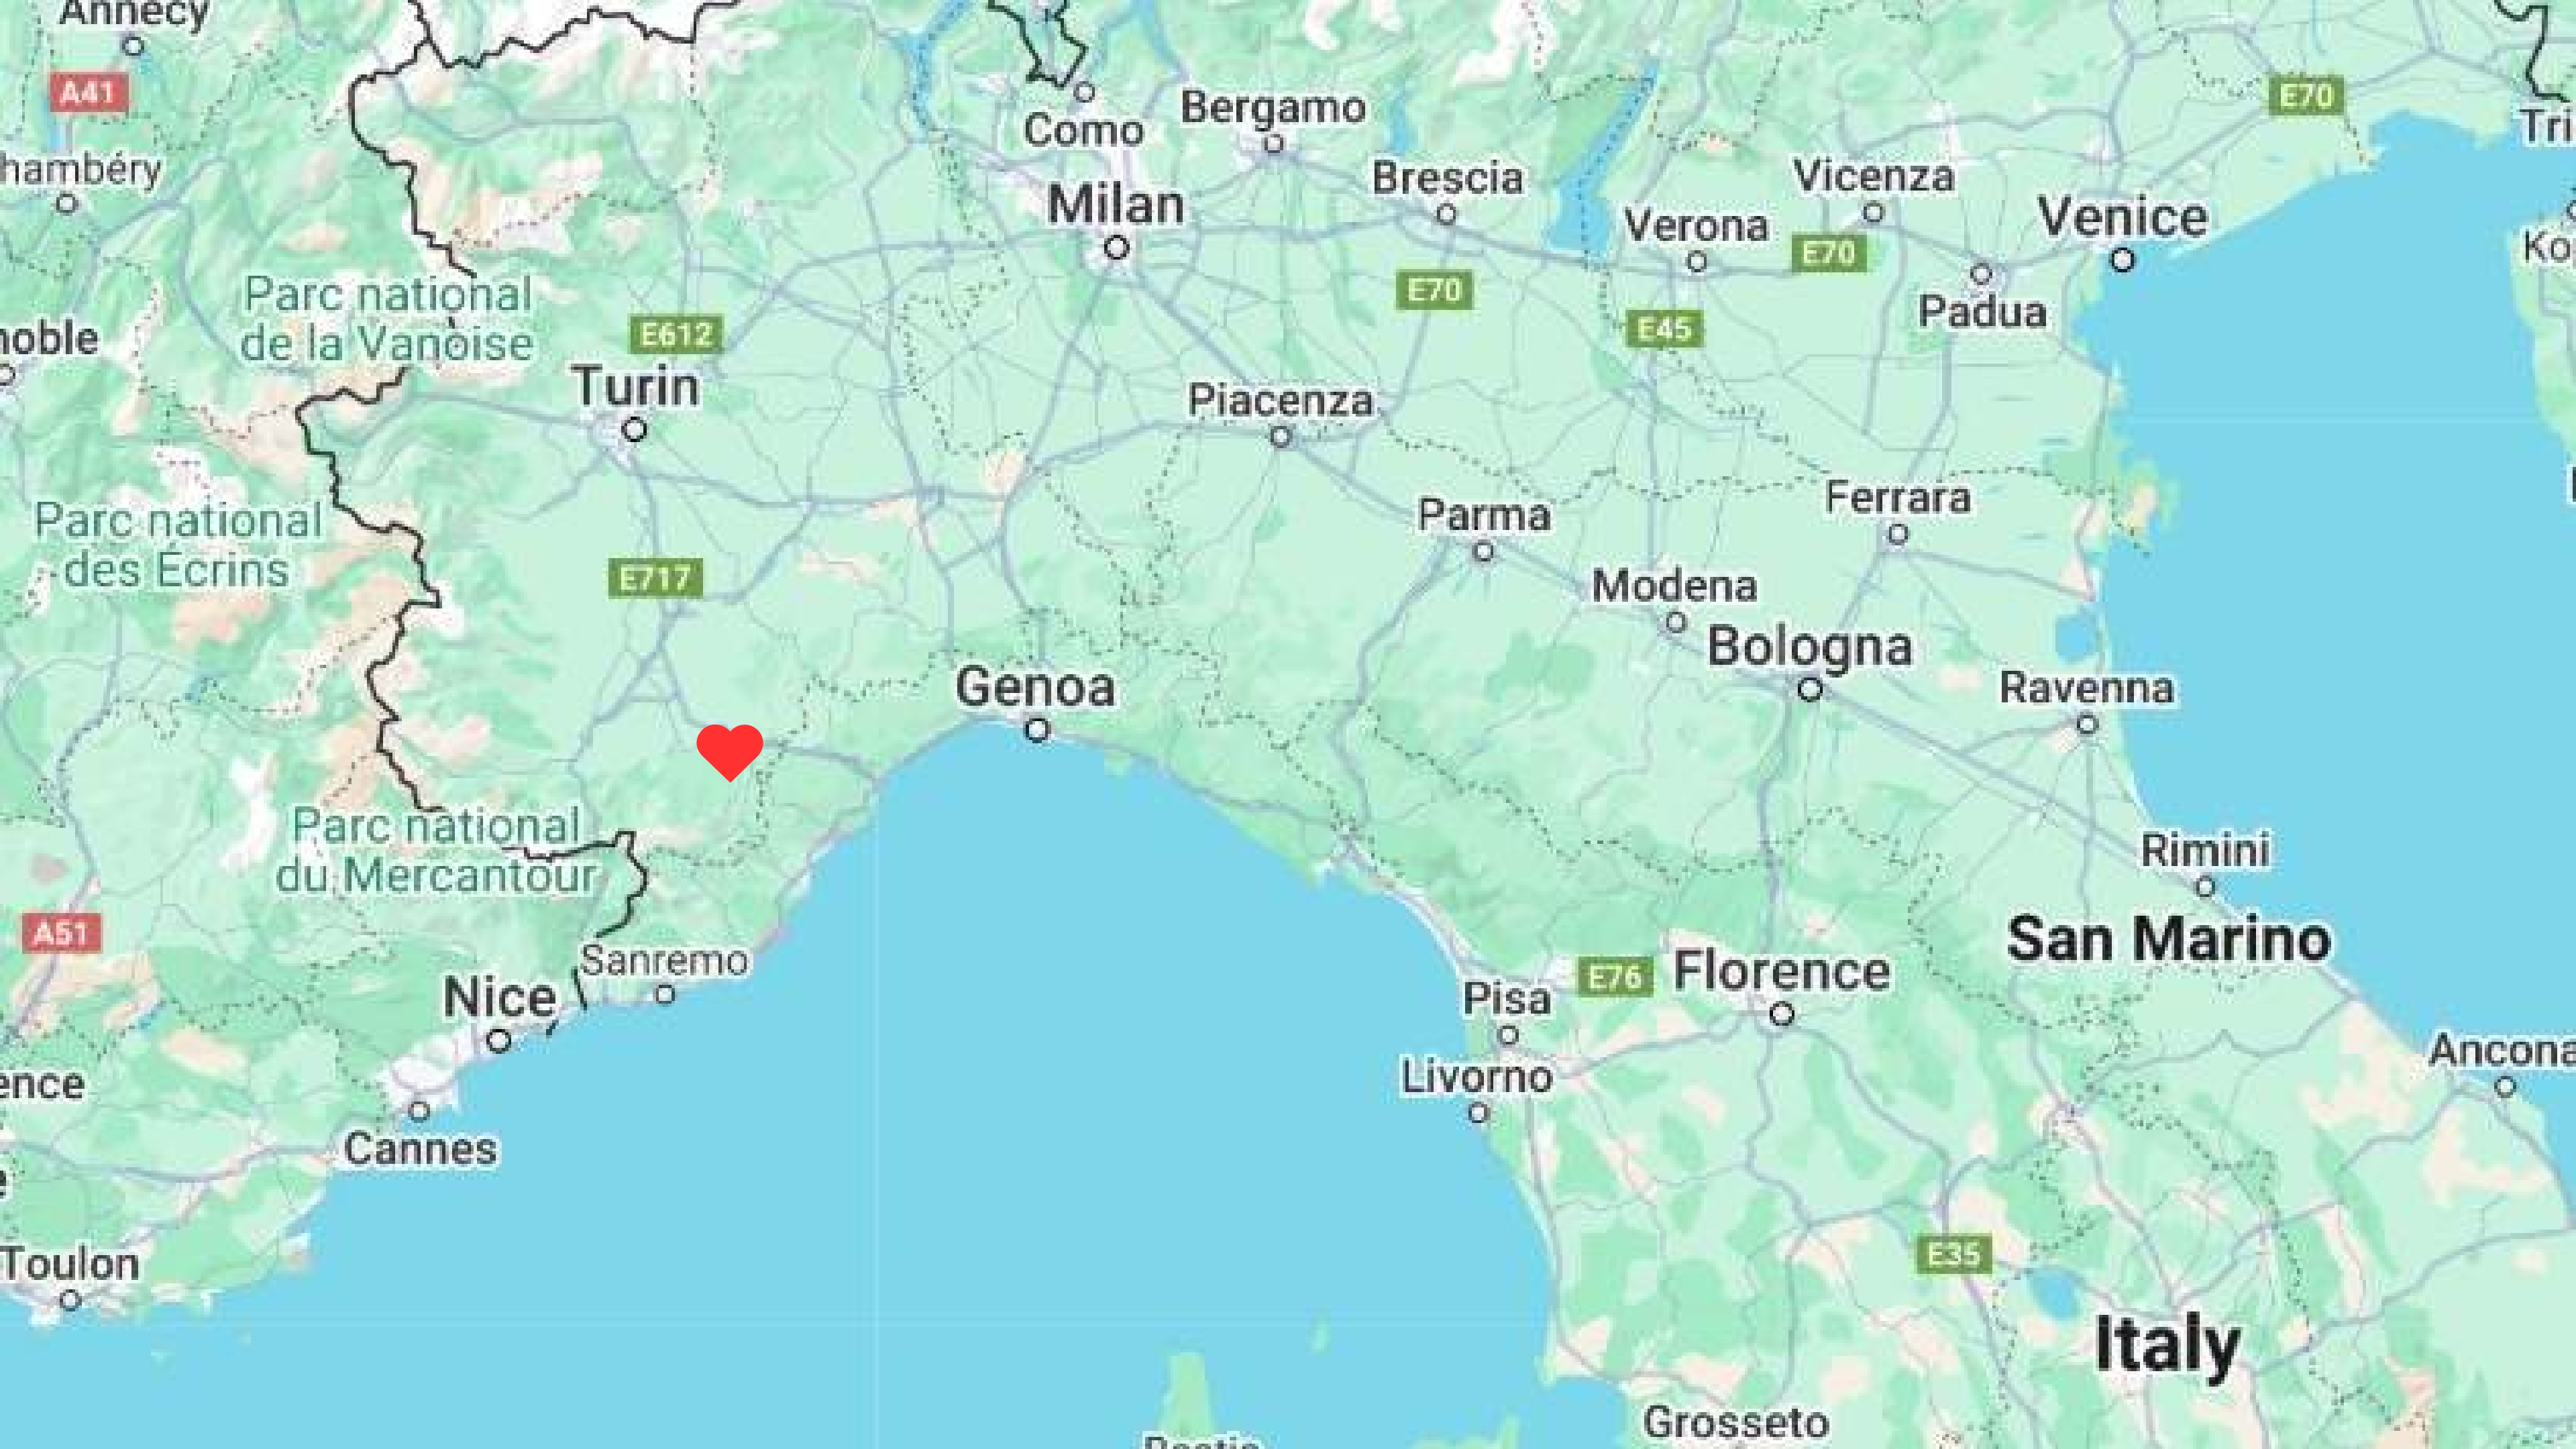 Annecy
A41
hambéry
Como
Bergamo
Milan
Brescia
Verona
Vicenza
Venice
E70
Tri
Ko
E70
E70
E45
Padua
Parc national
de la Vanoise
noble
E612
Turin
Piacenza
Parc national
des Écrins
E717
Parma
Ferrara
Modena
Bologna
Ravenna
Genoa
Parc national
du Mercantour
A51
Rimini
San Marino
Sanremo
Nice
Pisa
E76
Florence
Livorno
Ancona
ence
Cannes
Toulon
E35
Italy
Grosseto